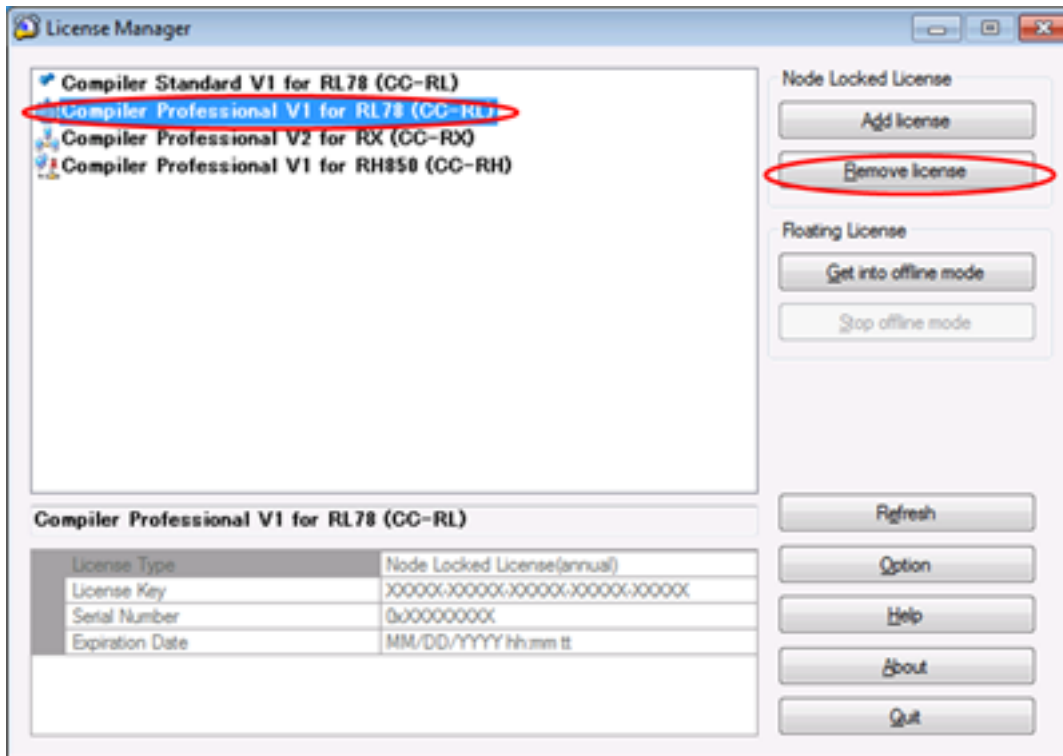 License Manager
Compiler Standard V1 for RL78 (CC-RL)
Compiler Professional V1 for RL78 (CC-RL)
Compiler Professional V2 for RX (CC-RX)
Compiler Professional V1 for RH850 (CC-RH)
Node Locked License
Add license
Remove license
Floating License
Get into offline mode
Stop offline mode
Compiler Professional V1 for RL78 (CC-RL)
License Type Node Locked License(annual)
License Key XXXXX-XXXXX-XXXXX-XXXXX-XXXXX
Serial Number 0xXXXXXXXX
Expiration Date MM/DD/YYYY hh:mm tt
Refresh
Option
Help
About
Quit